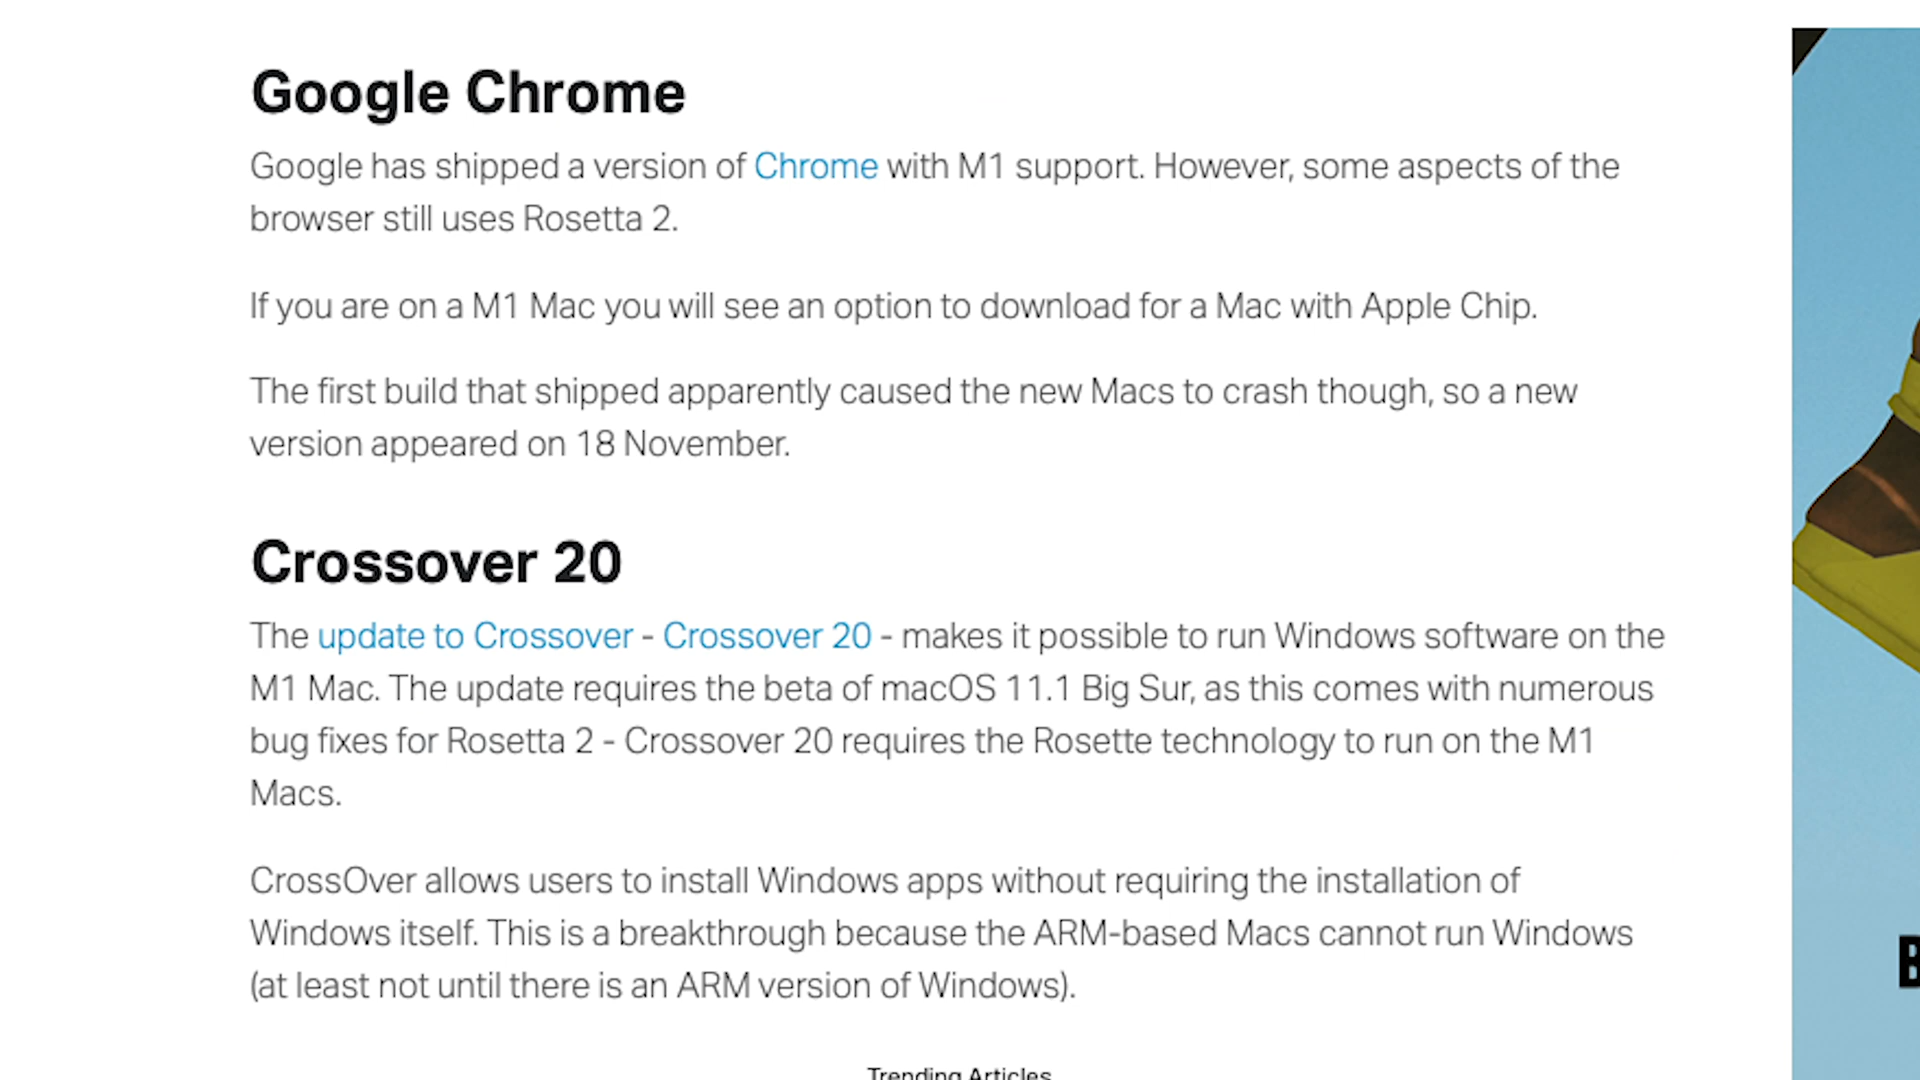 Google Chrome
Google has shipped a version of Chrome with M1 support. However, some aspects of the
browser still uses Rosetta 2.
If you are on a M1 Mac you will see an option to download for a Mac with Apple Chip.
The first build that shipped apparently caused the new Macs to crash though, so a new
version appeared on 18 November.
Crossover 20
The update to Crossover - Crossover 20 - makes it possible to run Windows software on the
M1 Mac. The update requires the beta of macOS 11.1 Big Sur, as this comes with numerous
bug fixes for Rosetta 2 - Crossover 20 requires the Rosette technology to run on the M1
Macs.
CrossOver allows users to install Windows apps without requiring the installation of
Windows itself. This is a breakthrough because the ARM-based Macs cannot run Windows
(at least not until there is an ARM version of Windows).
Trending Articles